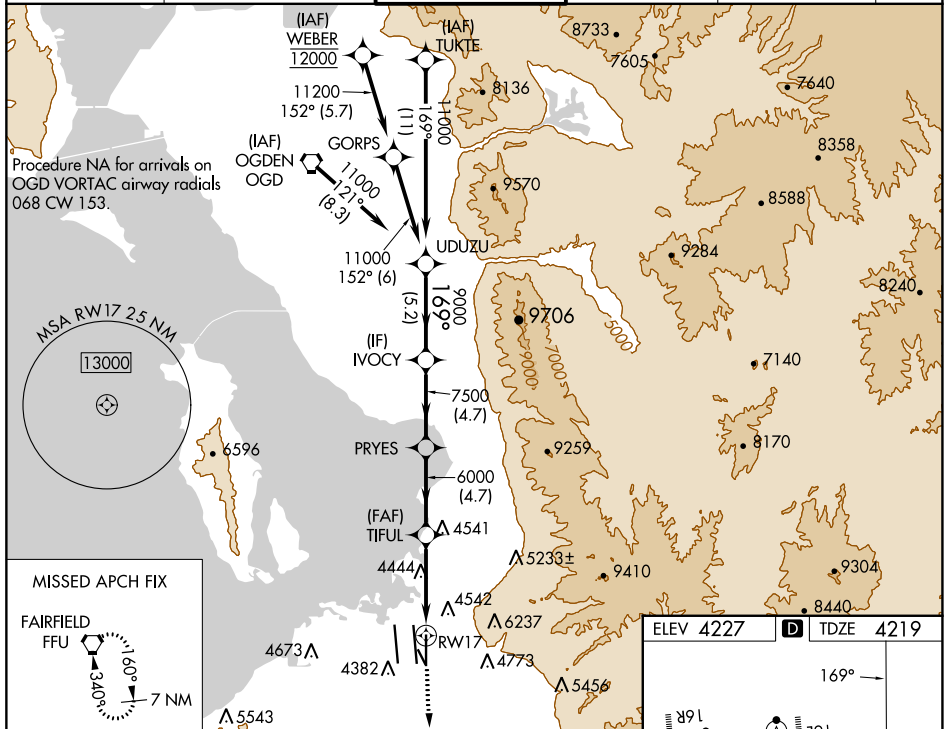 (IAF)
WEBER
12000
(IAF)
TUKTE
8733
7605
7640
8136
11200
152° (5.7)
11000
169°
(11)
(IAF)
OGDEN
OGD
GORPS
8358
Procedure NA for arrivals on
OGD VORTAC airway radials
068 CW 153.
11000
121°
(8.3)
9570
8588
UDUZU
9284
11000
152° (6)
8240
9000
169°
(5.2)
MSA RW17 25 NM
13000
9706
5000
7000
9000
(IF)
IVOCY
7140
7500
(4.7)
6596
PRYES
9259
8170
6000
(4.7)
(FAF)
TIFUL
4541
4444
5233±
9410
9304
MISSED APCH FIX
4542
8440
FAIRFIELD
FFU
6237
ELEV 4227
D
TDZE 4219
RW17
4673
4382
4773
160°
340°
7 NM
169°
5456
5543
16R